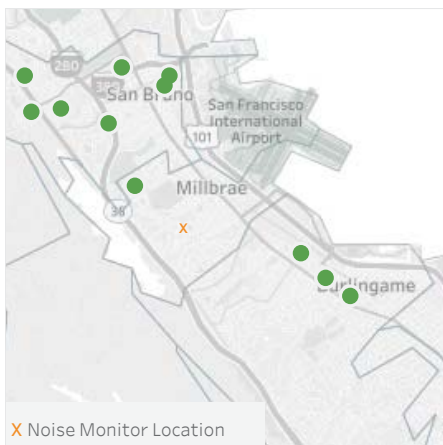 280
San Bruno
San Francisco
International
Airport
101
Millbrae
35
Burlingame
X
X Noise Monitor Location